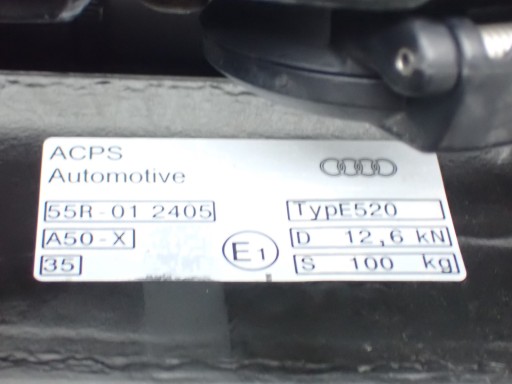 ACPS
Automotive
55R-01 2405
TypE520
A50-X
D 12,6 kN
35
E1
S 100 kg